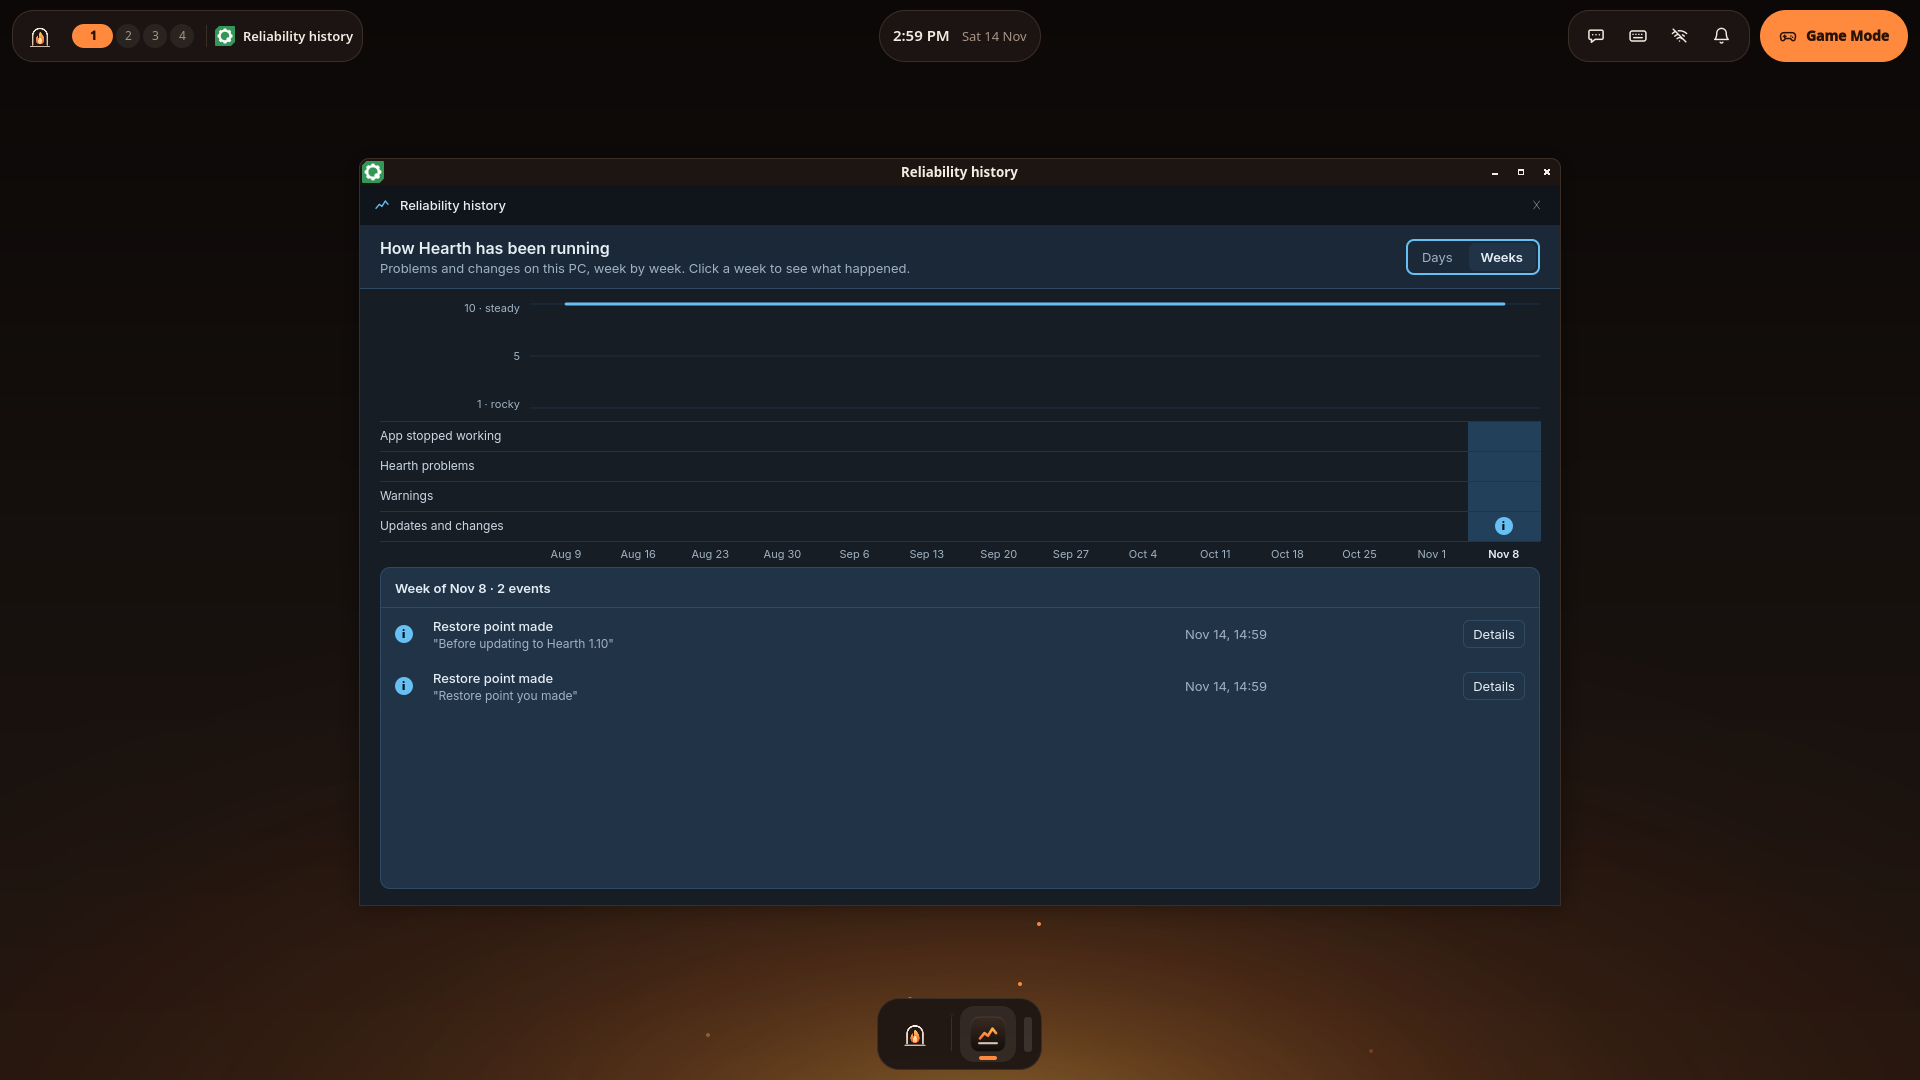 1 2 3 4 Reliability history
2:59 PM Sat 14 Nov
Game Mode
Reliability history
Reliability history
X
How Hearth has been running
Problems and changes on this PC, week by week. Click a week to see what happened.
Days Weeks
10 · steady
5
1 · rocky
App stopped working
Hearth problems
Warnings
Updates and changes
Aug 9 Aug 16 Aug 23 Aug 30 Sep 6 Sep 13 Sep 20 Sep 27 Oct 4 Oct 11 Oct 18 Oct 25 Nov 1 Nov 8
Week of Nov 8 · 2 events
Restore point made
"Before updating to Hearth 1.10"
Nov 14, 14:59
Details
Restore point made
"Restore point you made"
Nov 14, 14:59
Details